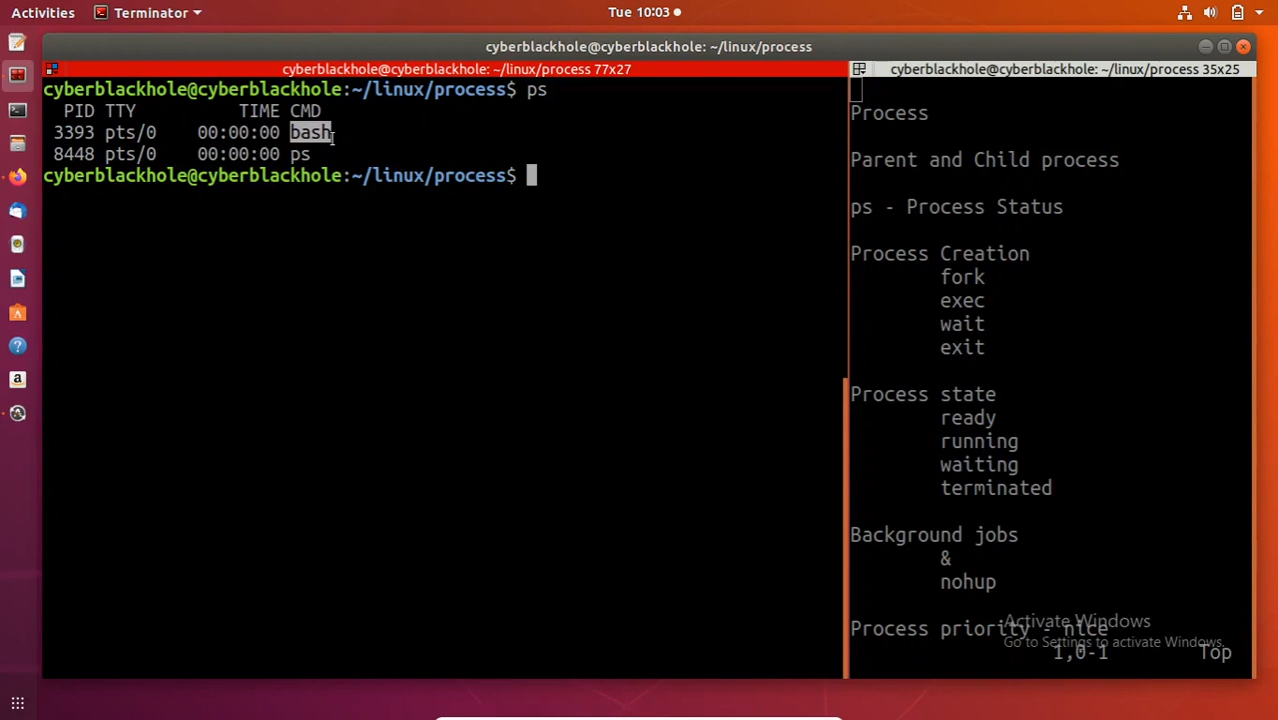 Activities Terminator Tue 10:03
cyberblackhole@cyberblackhole: ~/linux/process
cyberblackhole@cyberblackhole: ~/linux/process 77x27
cyberblackhole@cyberblackhole:~/linux/process$ ps
PID TTY TIME CMD
3393 pts/0 00:00:00 bash
8448 pts/0 00:00:00 ps
cyberblackhole@cyberblackhole:~/linux/process$
cyberblackhole@cyberblackhole: ~/linux/process 35x25
Process
Parent and Child process
ps - Process Status
Process Creation
fork
exec
wait
exit
Process state
ready
running
waiting
terminated
Background jobs
&
nohup
Process priority - nice
1,0-1 Top
Activate Windows
Go to Settings to activate Windows.